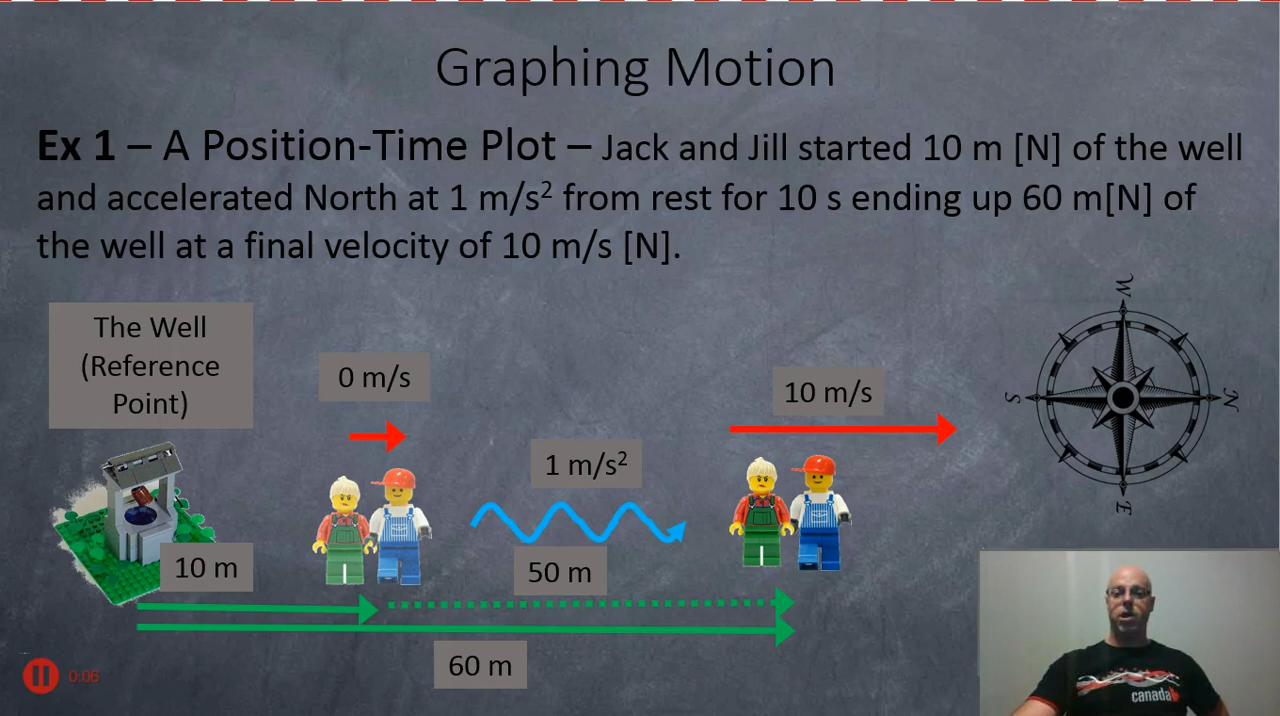 Graphing Motion
Ex 1 – A Position-Time Plot – Jack and Jill started 10 m [N] of the well
and accelerated North at 1 m/s² from rest for 10 s ending up 60 m[N] of
the well at a final velocity of 10 m/s [N].
The Well
(Reference
Point)
0 m/s
10 m/s
1 m/s²
10 m
50 m
60 m
W
S
N
E
0:06
canada